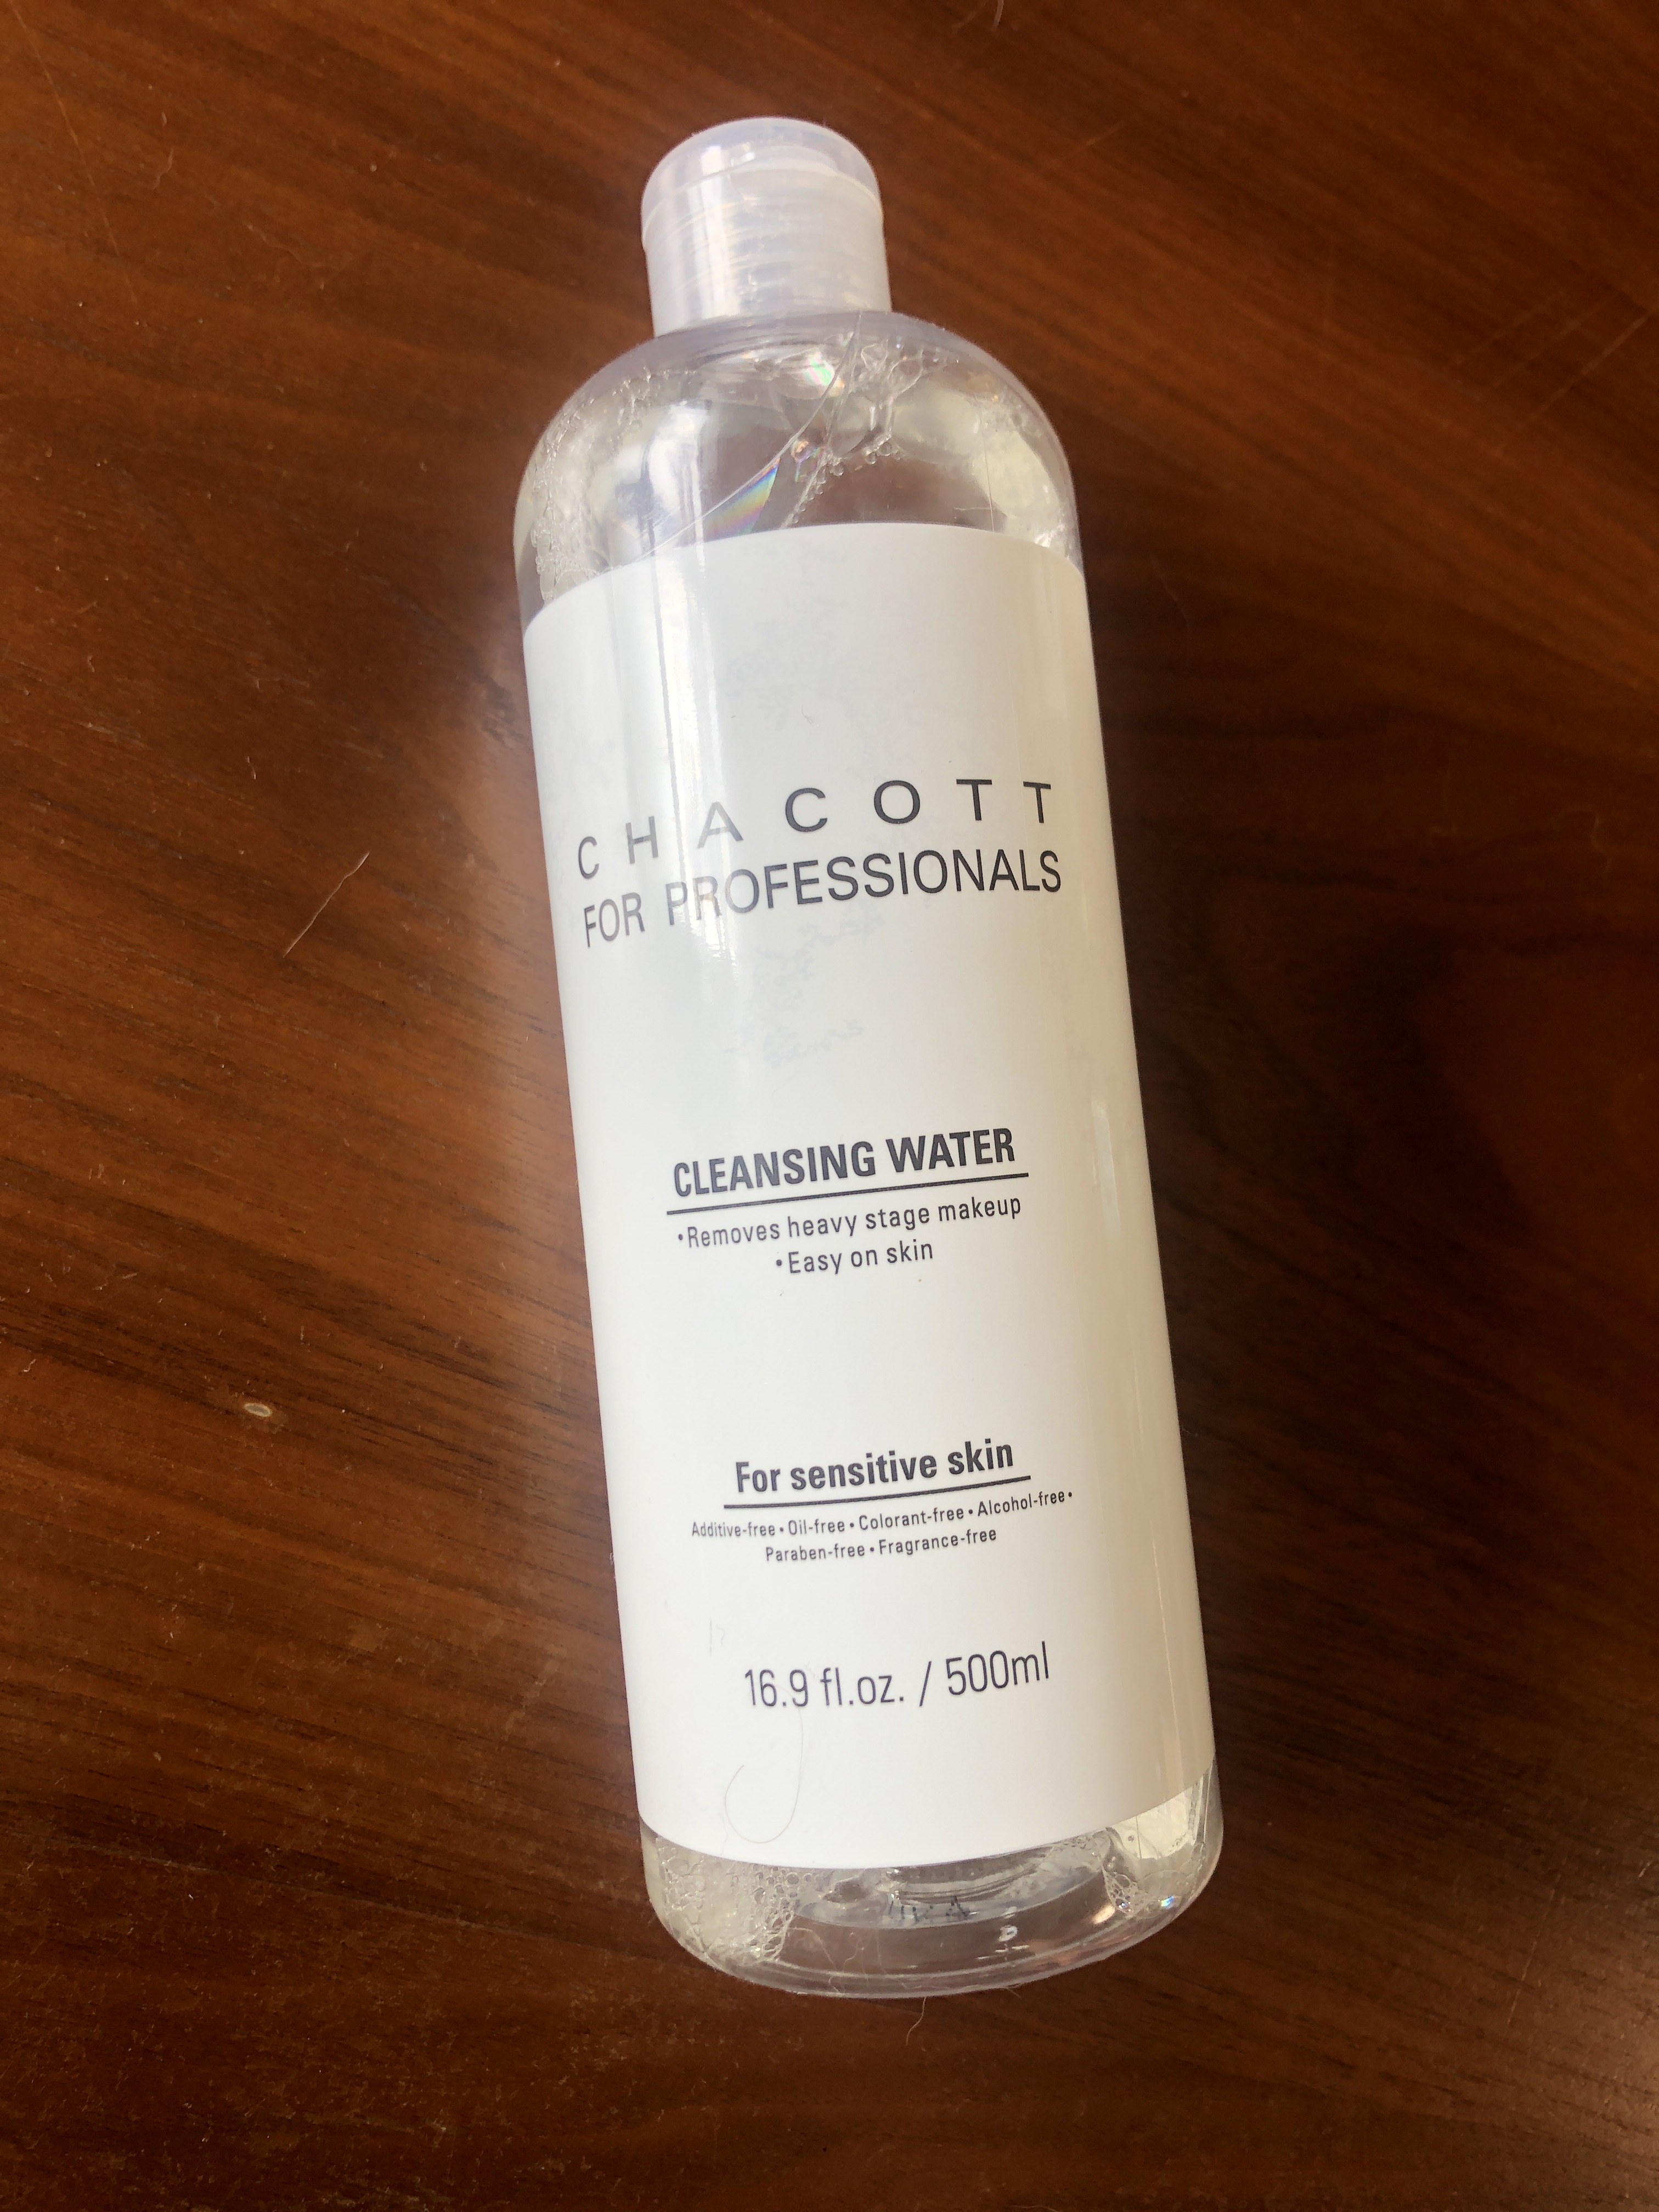 CHACOTT
FOR PROFESSIONALS
CLEANSING WATER
•Removes heavy stage makeup
•Easy on skin
For sensitive skin
Additive-free•Oil-free•Colorant-free•Alcohol-free•
Paraben-free•Fragrance-free
16.9 fl.oz. / 500ml